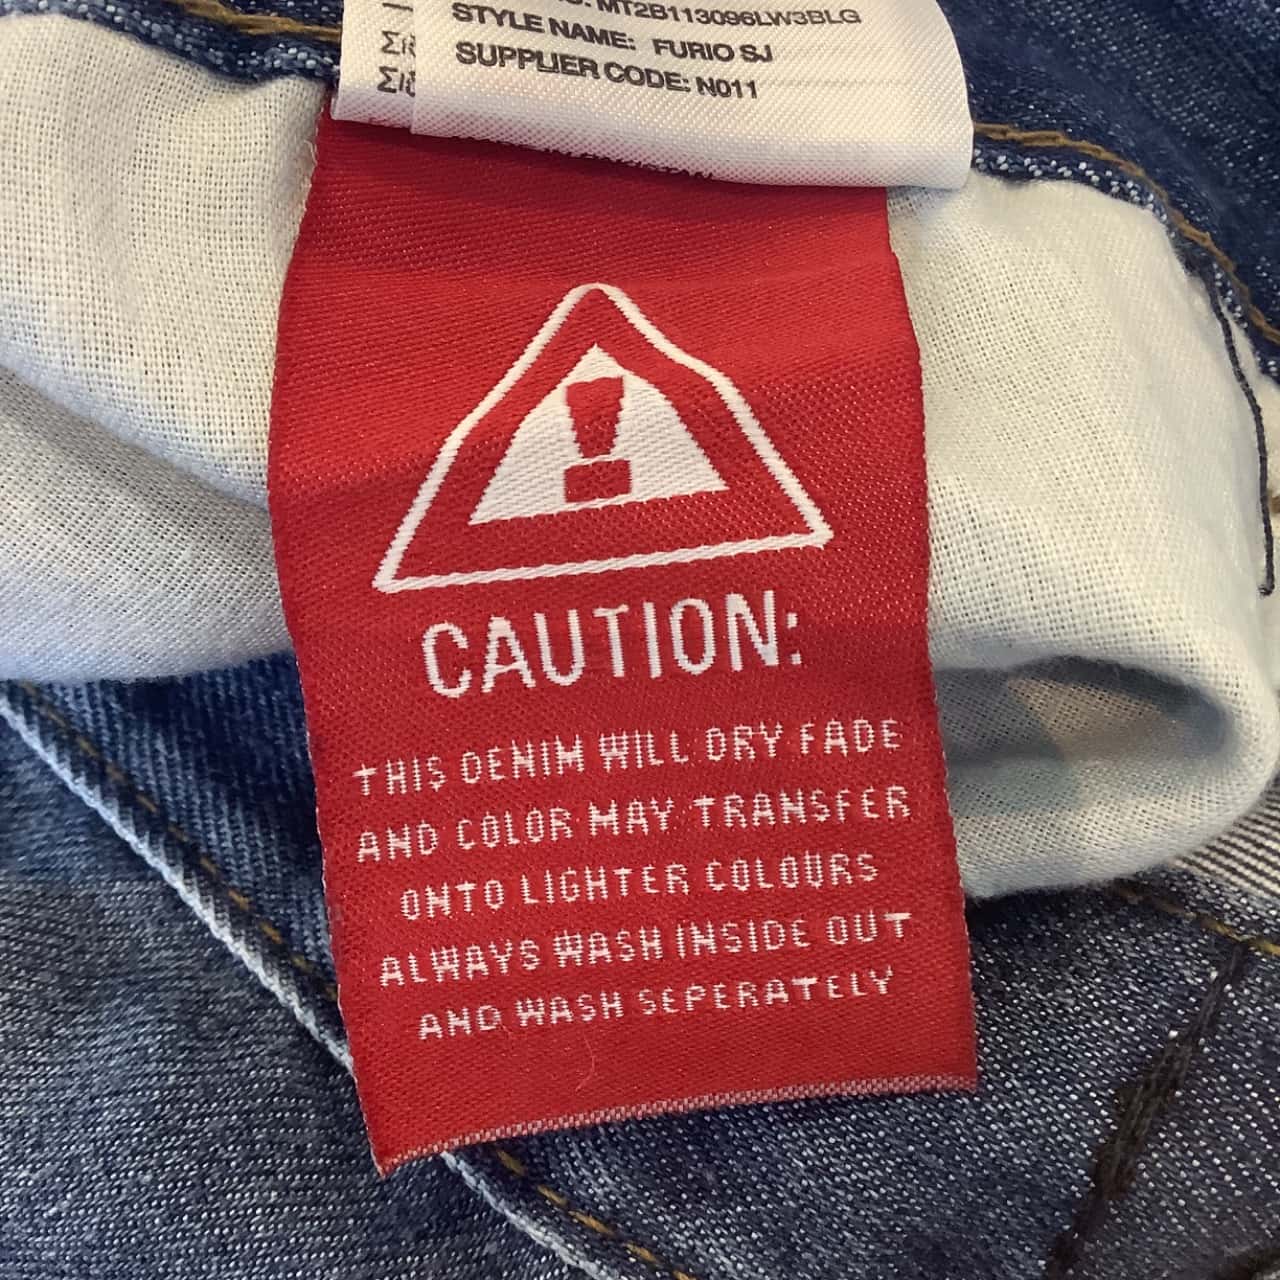 MT2B113096LW3BLG
STYLE NAME: FURIO SJ
SUPPLIER CODE: N011
CAUTION:
THIS DENIM WILL DRY FADE
AND COLOR MAY TRANSFER
ONTO LIGHTER COLOURS
ALWAYS WASH INSIDE OUT
AND WASH SEPERATELY